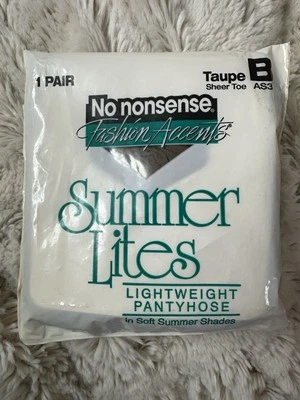 1 PAIR
Taupe B
Sheer Toe AS3
No nonsense®
Fashion Accents®
Summer
Lites
LIGHTWEIGHT
PANTYHOSE
In Soft Summer Shades